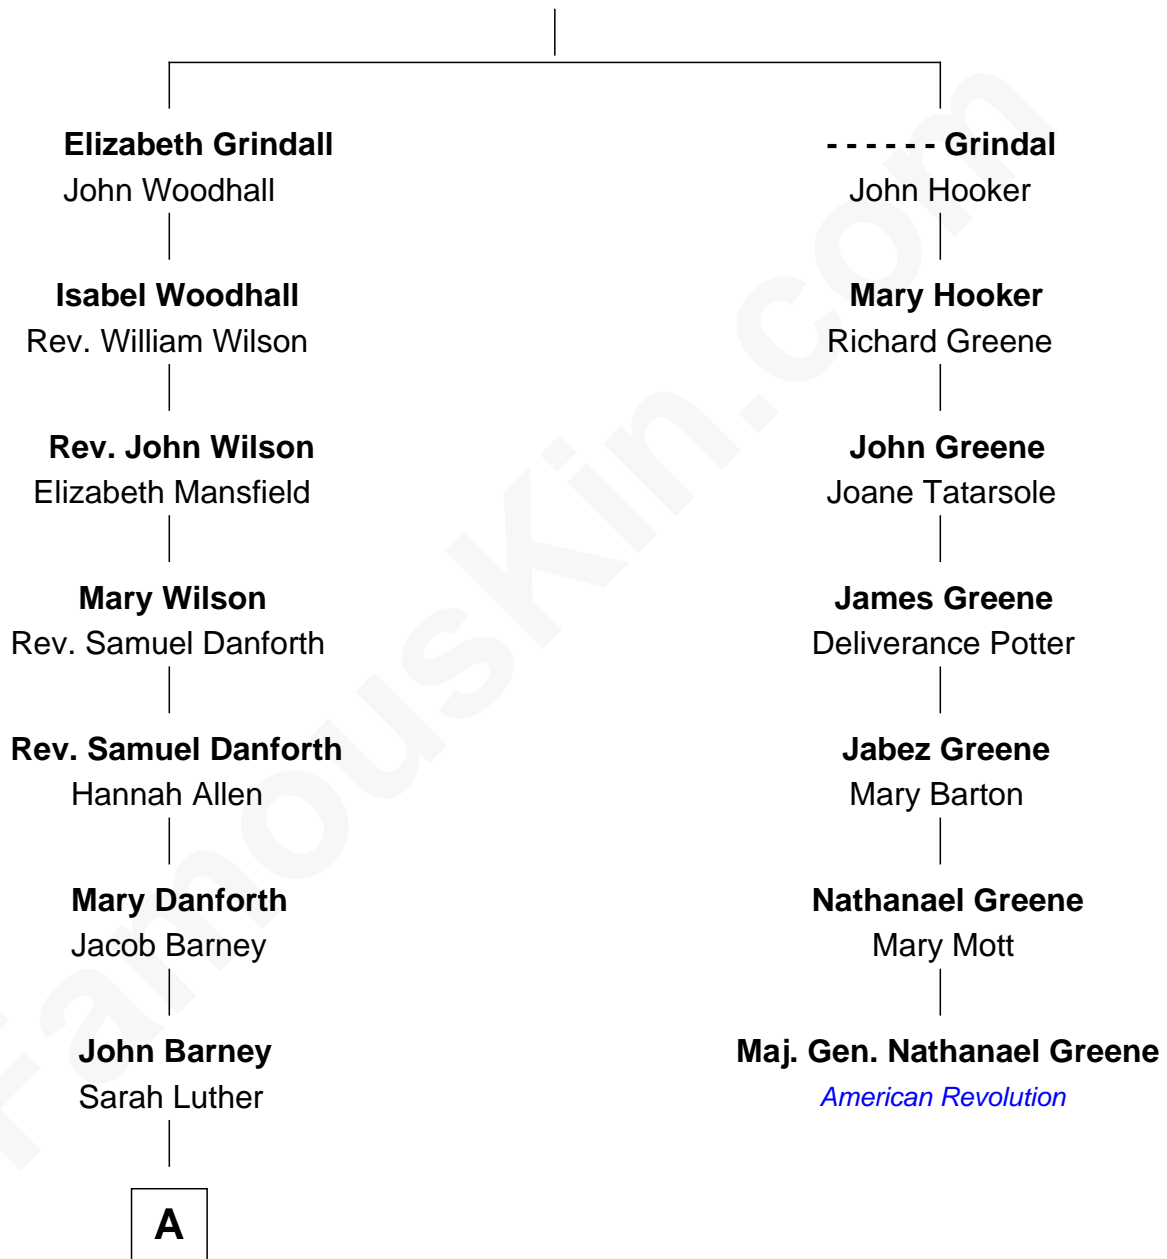 Elizabeth Grindall
John Woodhall
Isabel Woodhall
Rev. William Wilson
Rev. John Wilson
Elizabeth Mansfield
Mary Wilson
Rev. Samuel Danforth
Rev. Samuel Danforth
Hannah Allen
Mary Danforth
Jacob Barney
John Barney
Sarah Luther
A
- - - - - - Grindal
John Hooker
Mary Hooker
Richard Greene
John Greene
Joane Tatarsole
James Greene
Deliverance Potter
Jabez Greene
Mary Barton
Nathanael Greene
Mary Mott
Maj. Gen. Nathanael Greene
American Revolution
FamousKin.com